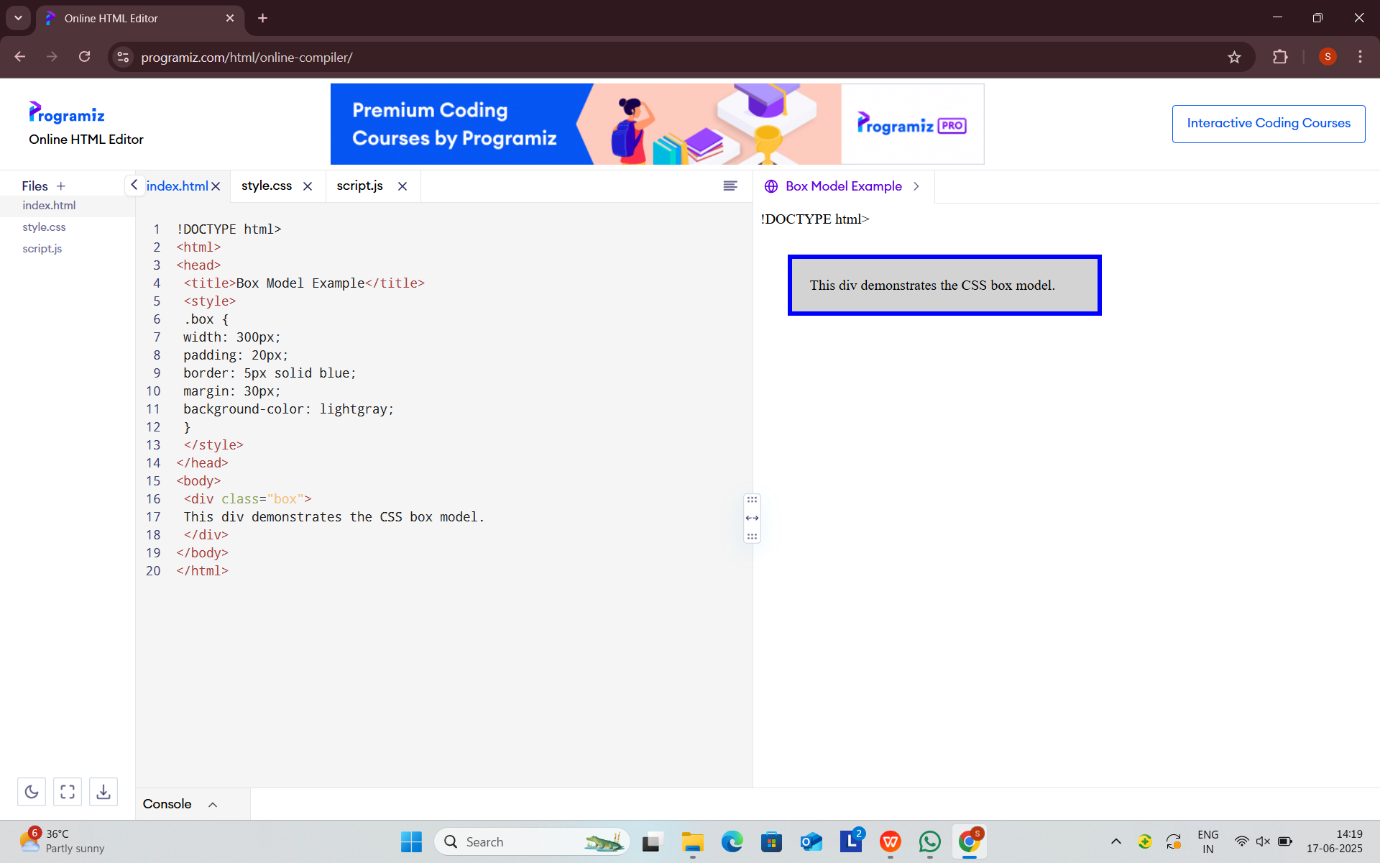 Online HTML Editor
programiz.com/html/online-compiler/
S
Programiz
Online HTML Editor
Premium Coding
Courses by Programiz
Programiz PRO
Interactive Coding Courses
Files
index.html
style.css
script.js
index.html
style.css
script.js
1 !DOCTYPE html>
2 <html>
3 <head>
4 <title>Box Model Example</title>
5 <style>
6 .box {
7 width: 300px;
8 padding: 20px;
9 border: 5px solid blue;
10 margin: 30px;
11 background-color: lightgray;
12 }
13 </style>
14 </head>
15 <body>
16 <div class="box">
17 This div demonstrates the CSS box model.
18 </div>
19 </body>
20 </html>
Box Model Example
!DOCTYPE html>
This div demonstrates the CSS box model.
Console
6
36°C
Partly sunny
Search
L
2
W
S
ENG
IN
14:19
17-06-2025